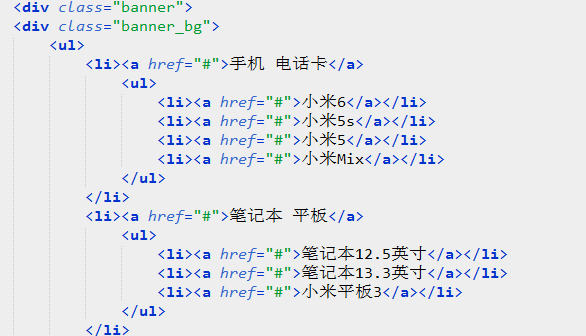 <div class="banner">
<div class="banner_bg">
<ul>
<li><a href="#">手机 电话卡</a>
<ul>
<li><a href="#">小米6</a></li>
<li><a href="#">小米5s</a></li>
<li><a href="#">小米5</a></li>
<li><a href="#">小米Mix</a></li>
</ul>
</li>
<li><a href="#">笔记本 平板</a>
<ul>
<li><a href="#">笔记本12.5英寸</a></li>
<li><a href="#">笔记本13.3英寸</a></li>
<li><a href="#">小米平板3</a></li>
</ul>
</li>